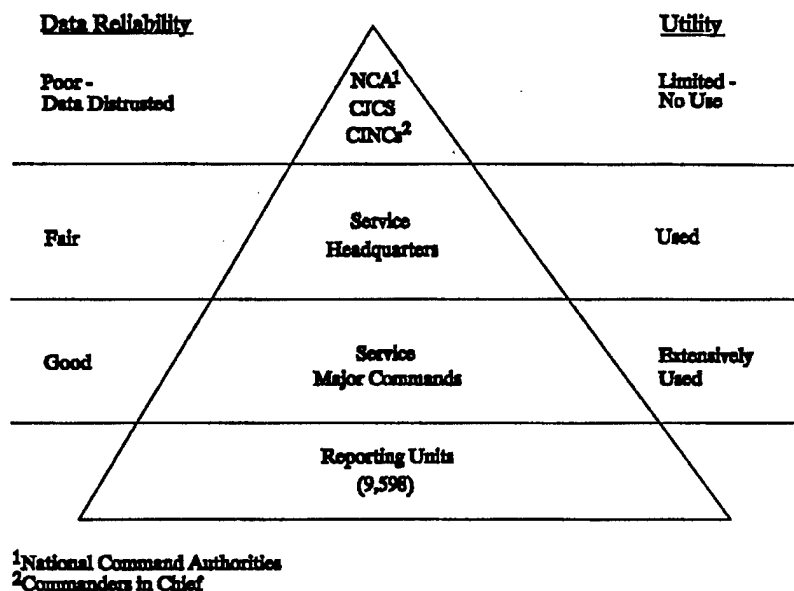 Data Reliability
Utility
Poor -
Data Distrusted
NCA1
CJCS
CINCs2
Limited -
No Use
Fair
Service
Headquarters
Used
Good
Service
Major Commands
Extensively
Used
Reporting Units
(9,598)
1National Command Authorities
2Commanders in Chief